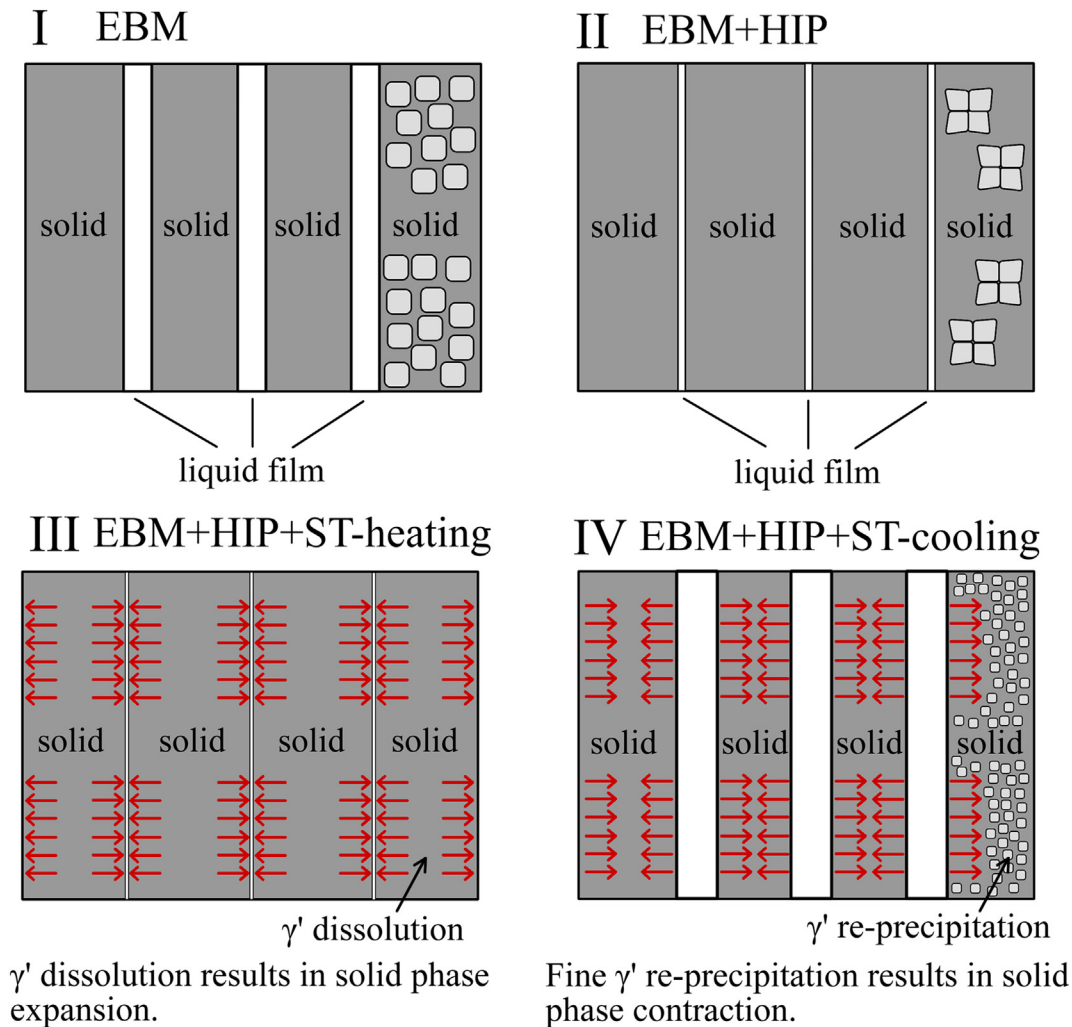 I EBM
II EBM+HIP
solid solid solid solid
solid solid solid solid
liquid film
liquid film
III EBM+HIP+ST-heating
IV EBM+HIP+ST-cooling
solid solid solid solid
solid solid solid solid
γ' dissolution
γ' re-precipitation
γ' dissolution results in solid phase
expansion.
Fine γ' re-precipitation results in solid
phase contraction.